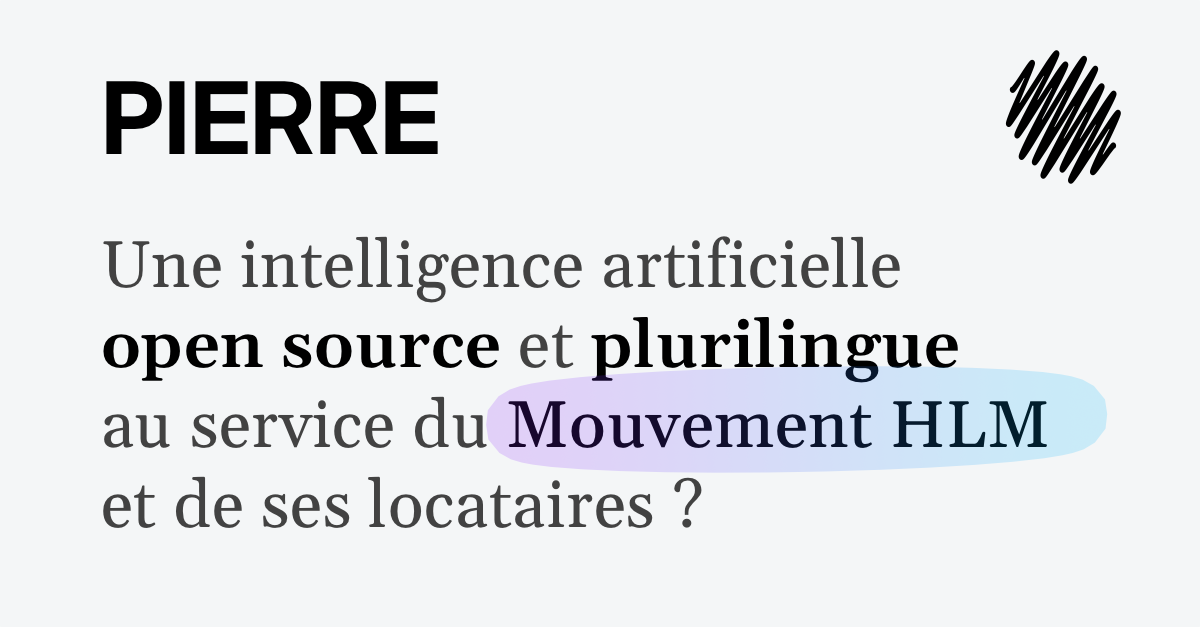 PIERRE
Une intelligence artificielle
open source et plurilingue
au service du Mouvement HLM
et de ses locataires ?